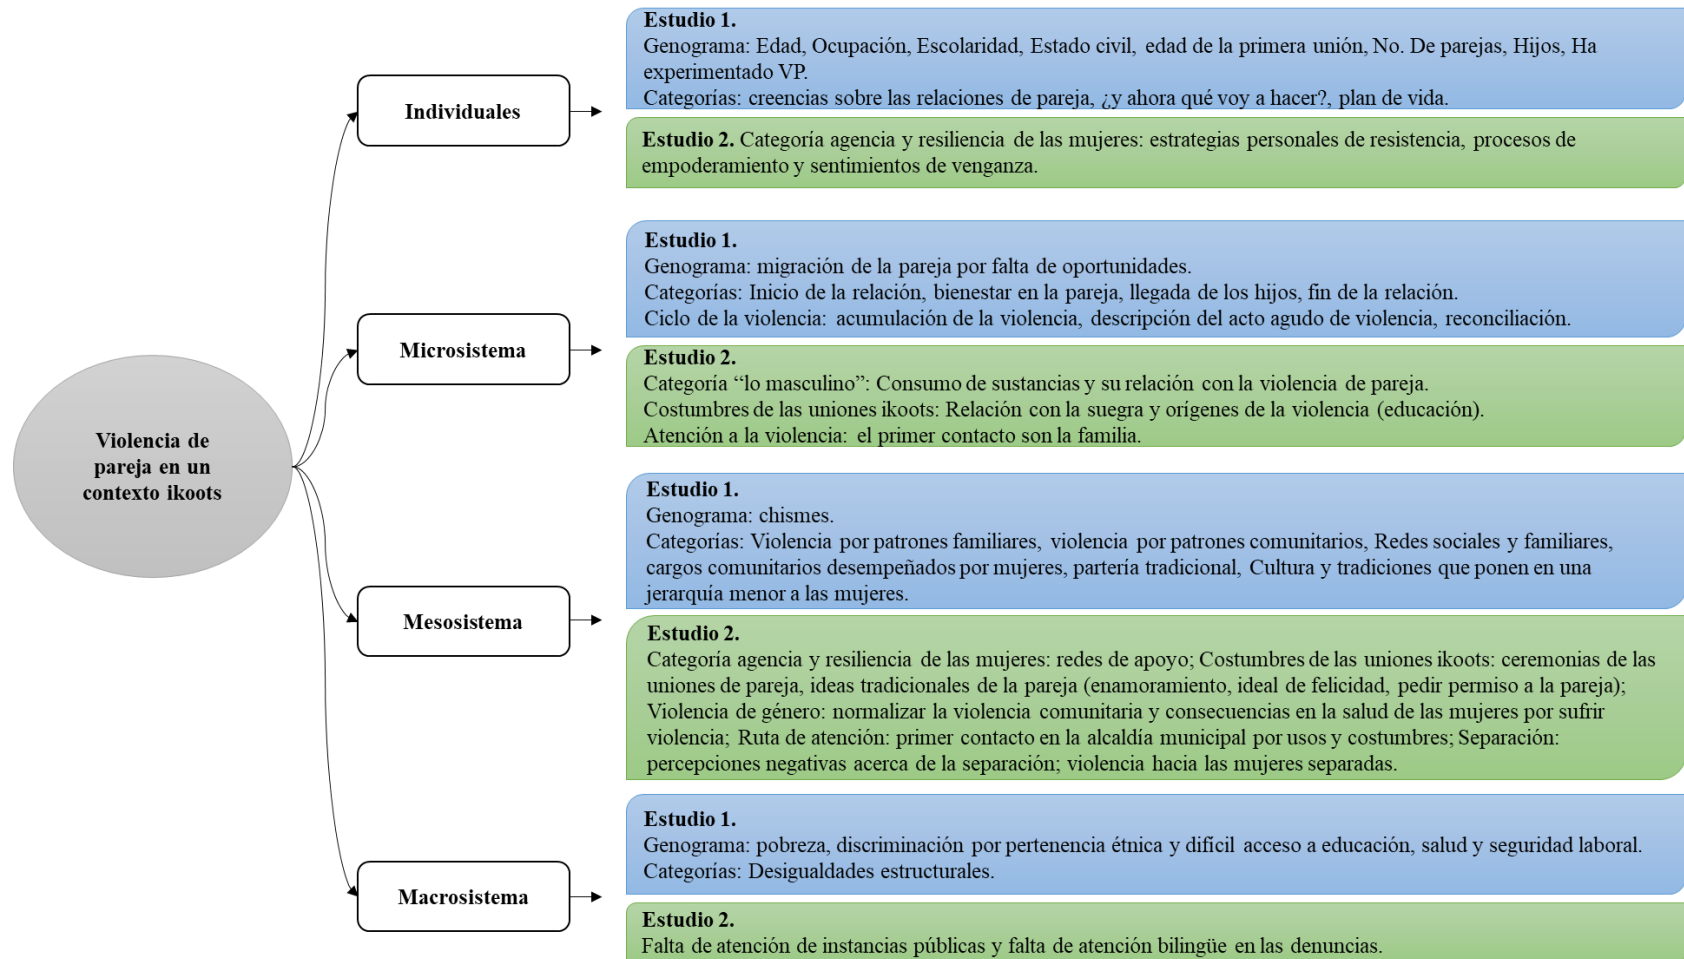 Violencia de
pareja en un
contexto ikoots
Individuales
Estudio 1.
Genograma: Edad, Ocupación, Escolaridad, Estado civil, edad de la primera unión, No. De parejas, Hijos, Ha
experimentado VP.
Categorías: creencias sobre las relaciones de pareja, ¿y ahora qué voy a hacer?, plan de vida.
Estudio 2. Categoría agencia y resiliencia de las mujeres: estrategias personales de resistencia, procesos de
empoderamiento y sentimientos de venganza.
Microsistema
Estudio 1.
Genograma: migración de la pareja por falta de oportunidades.
Categorías: Inicio de la relación, bienestar en la pareja, llegada de los hijos, fin de la relación.
Ciclo de la violencia: acumulación de la violencia, descripción del acto agudo de violencia, reconciliación.
Estudio 2.
Categoría “lo masculino”: Consumo de sustancias y su relación con la violencia de pareja.
Costumbres de las uniones ikoots: Relación con la suegra y orígenes de la violencia (educación).
Atención a la violencia: el primer contacto son la familia.
Mesosistema
Estudio 1.
Genograma: chismes.
Categorías: Violencia por patrones familiares, violencia por patrones comunitarios, Redes sociales y familiares,
cargos comunitarios desempeñados por mujeres, partería tradicional, Cultura y tradiciones que ponen en una
jerarquía menor a las mujeres.
Estudio 2.
Categoría agencia y resiliencia de las mujeres: redes de apoyo; Costumbres de las uniones ikoots: ceremonias de las
uniones de pareja, ideas tradicionales de la pareja (enamoramiento, ideal de felicidad, pedir permiso a la pareja);
Violencia de género: normalizar la violencia comunitaria y consecuencias en la salud de las mujeres por sufrir
violencia; Ruta de atención: primer contacto en la alcaldía municipal por usos y costumbres; Separación:
percepciones negativas acerca de la separación; violencia hacia las mujeres separadas.
Macrosistema
Estudio 1.
Genograma: pobreza, discriminación por pertenencia étnica y difícil acceso a educación, salud y seguridad laboral.
Categorías: Desigualdades estructurales.
Estudio 2.
Falta de atención de instancias públicas y falta de atención bilingüe en las denuncias.